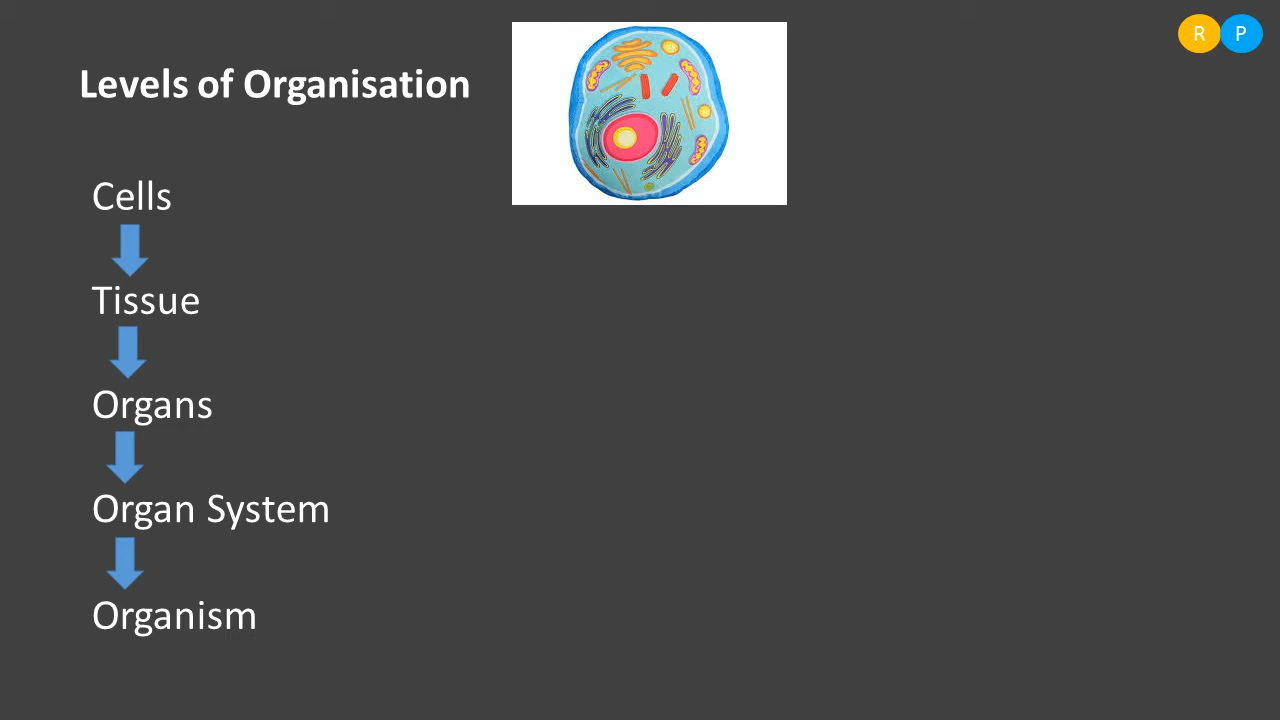 R P
Levels of Organisation
Cells
Tissue
Organs
Organ System
Organism